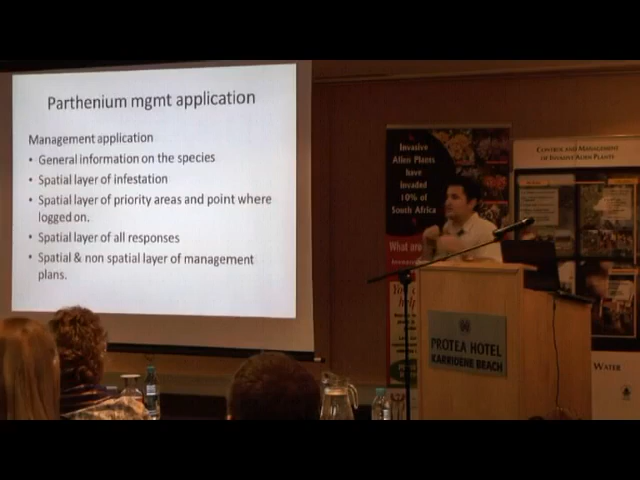 Parthenium mgmt application
Management application
• General information on the species
• Spatial layer of infestation
• Spatial layer of priority areas and point where
logged on.
• Spatial layer of all responses
• Spatial & non spatial layer of management
plans.
Invasive
Alien Plants
have
invaded
10% of
South Africa
What are
CONTROL AND MANAGEMENT
OF INVASIVE ALIEN PLANTS
PROTEA HOTEL
KARRIDENE BEACH
WATER